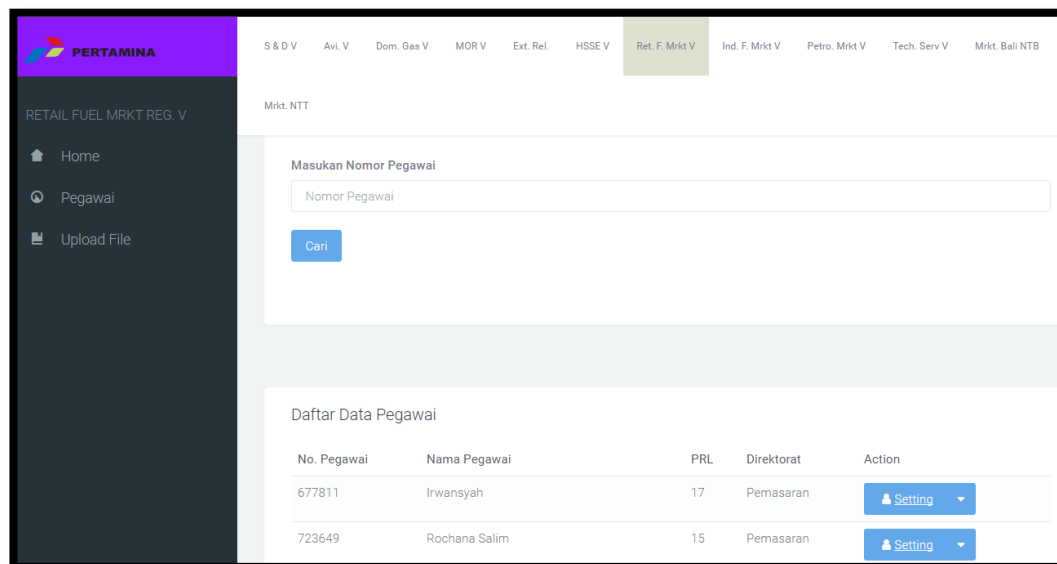 PERTAMINA
S & D V Avi. V Dom. Gas V MOR V Ext. Rel. HSSE V Ret. F. Mrkt V Ind. F. Mrkt V Petro. Mrkt V Tech. Serv V Mrkt. Bali NTB
Mrkt. NTT
RETAIL FUEL MRKT REG. V
Home
Pegawai
Upload File
Masukan Nomor Pegawai
Nomor Pegawai
Cari
Daftar Data Pegawai
No. Pegawai Nama Pegawai PRL Direktorat Action
677811 Irwansyah 17 Pemasaran Setting
723649 Rochana Salim 15 Pemasaran Setting